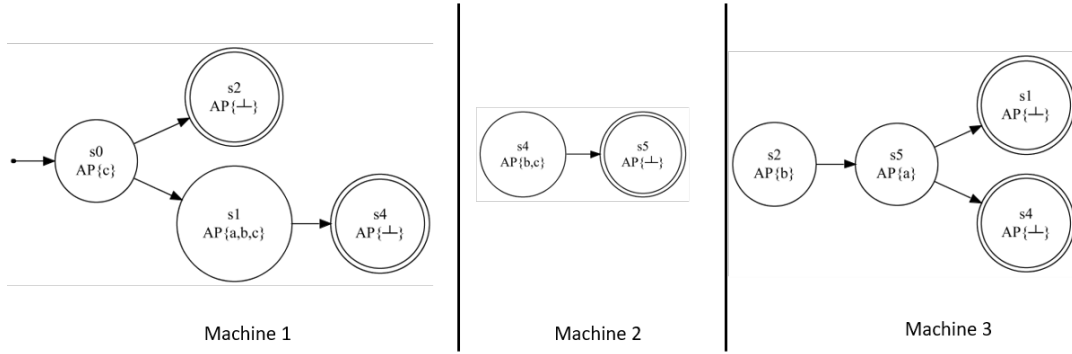 s2
AP{⊥}
s0
AP{c}
s1
AP{a,b,c}
s4
AP{⊥}
Machine 1
s4
AP{b,c}
s5
AP{⊥}
Machine 2
s1
AP{⊥}
s2
AP{b}
s5
AP{a}
s4
AP{⊥}
Machine 3